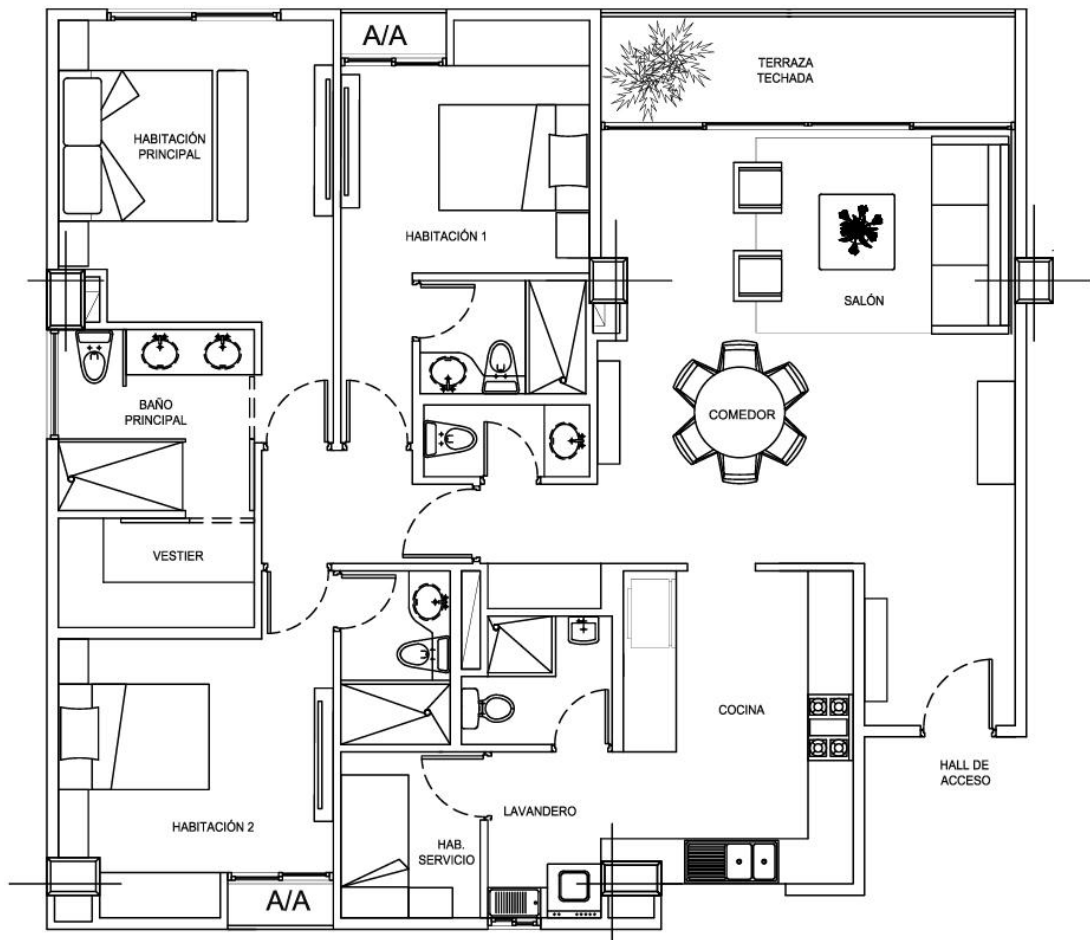 A/A
TERRAZA
TECHADA
HABITACIÓN
PRINCIPAL
HABITACIÓN 1
SALÓN
BAÑO
PRINCIPAL
COMEDOR
VESTIER
COCINA
HALL DE
ACCESO
LAVANDERO
HABITACIÓN 2
HAB.
SERVICIO
A/A